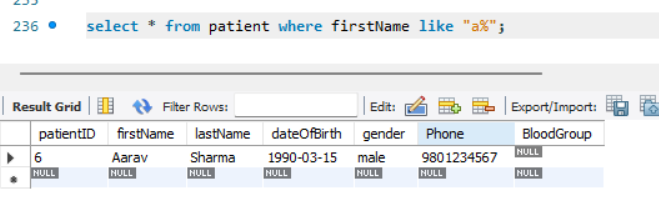 236 select * from patient where firstName like "a%";
Result Grid Filter Rows: Edit: Export/Import:
patientID firstName lastName dateOfBirth gender Phone BloodGroup
6 Aarav Sharma 1990-03-15 male 9801234567 NULL
NULL NULL NULL NULL NULL NULL NULL